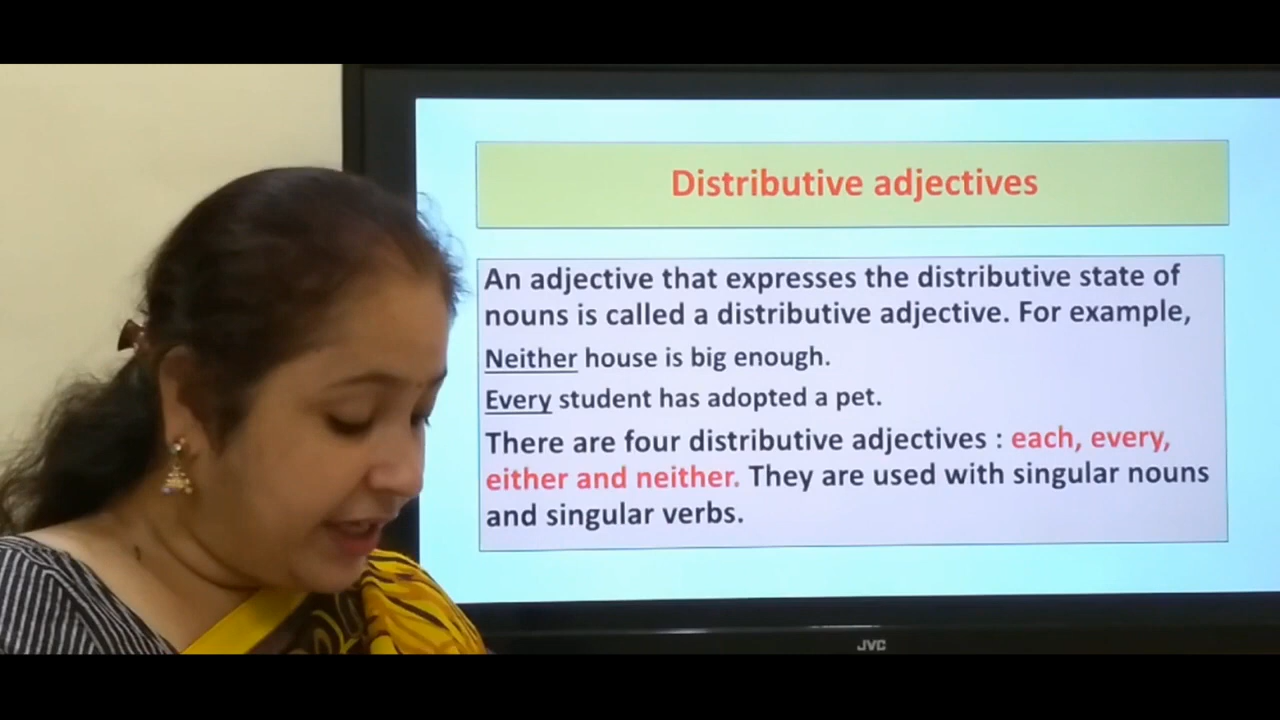 Distributive adjectives
An adjective that expresses the distributive state of
nouns is called a distributive adjective. For example,
Neither house is big enough.
Every student has adopted a pet.
There are four distributive adjectives : each, every,
either and neither. They are used with singular nouns
and singular verbs.
JVC